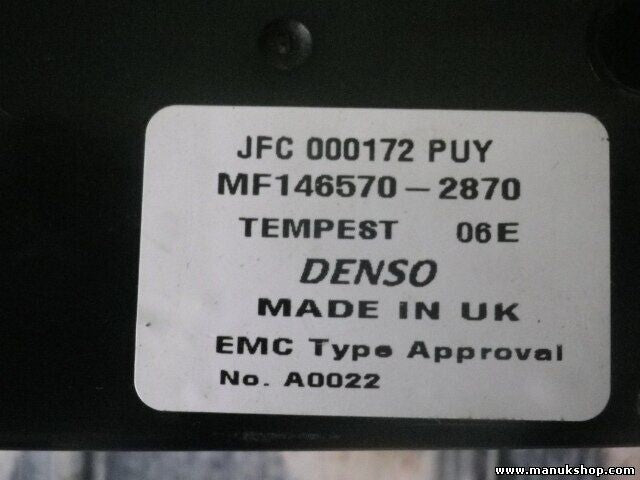 JFC 000172 PUY
MF146570-2870
TEMPEST 06E
DENSO
MADE IN UK
EMC Type Approval
No. A0022
www.manukshop.com